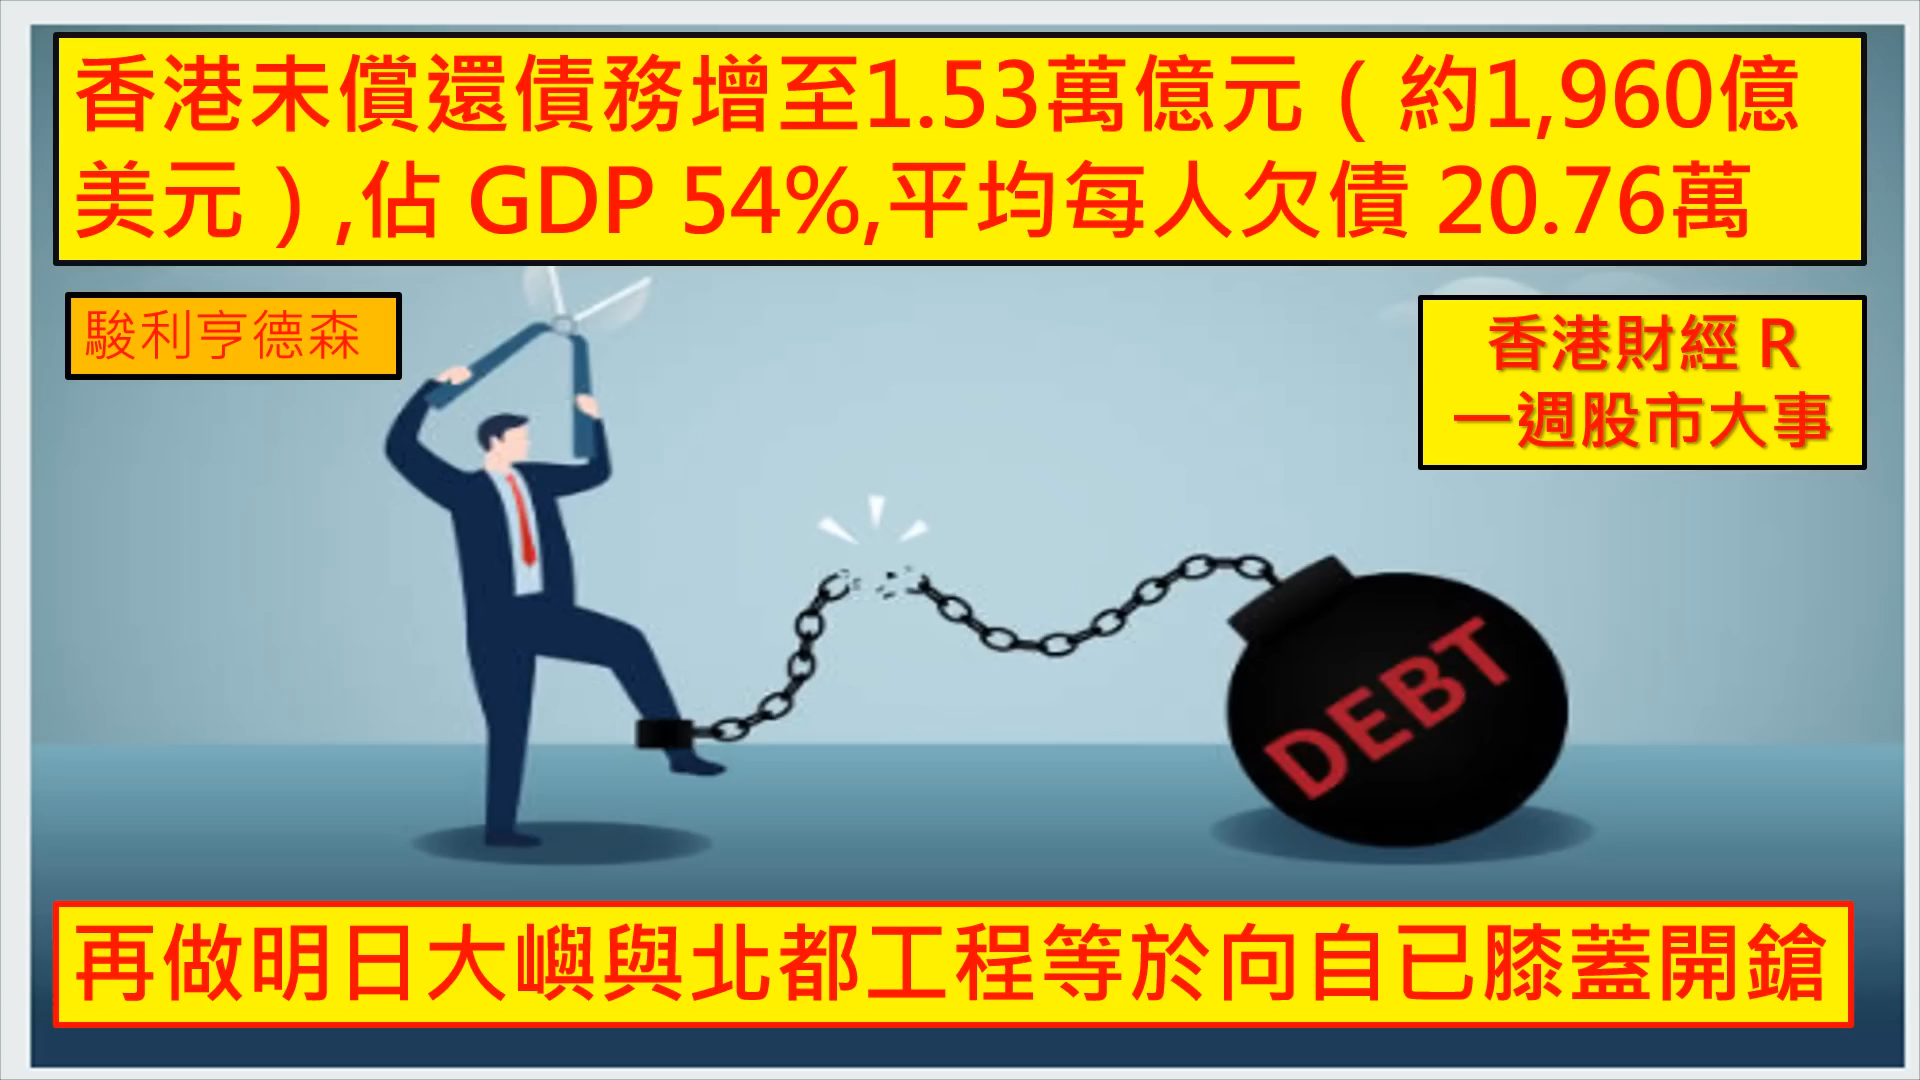 香港未償還債務增至1.53萬億元（約1,960億
美元）,佔 GDP 54%,平均每人欠債 20.76萬
駿利亨德森
香港財經 R
一週股市大事
DEBT
再做明日大嶼與北都工程等於向自已膝蓋開鎗